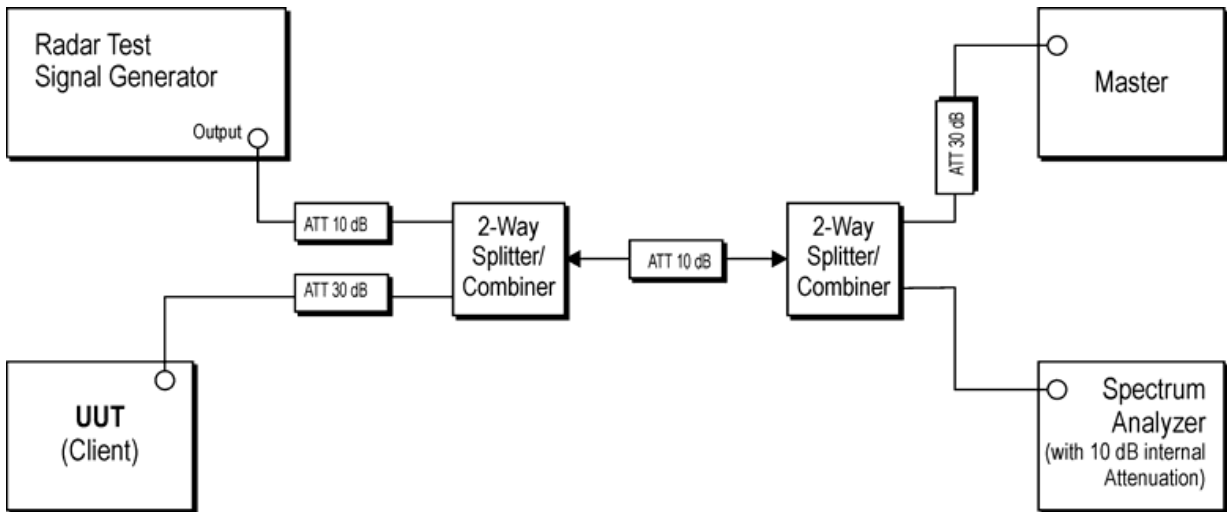 Radar Test
Signal Generator
Output
ATT 10 dB
ATT 30 dB
UUT
(Client)
2-Way
Splitter/
Combiner
ATT 10 dB
2-Way
Splitter/
Combiner
ATT 30 dB
Master
Spectrum
Analyzer
(with 10 dB internal
Attenuation)